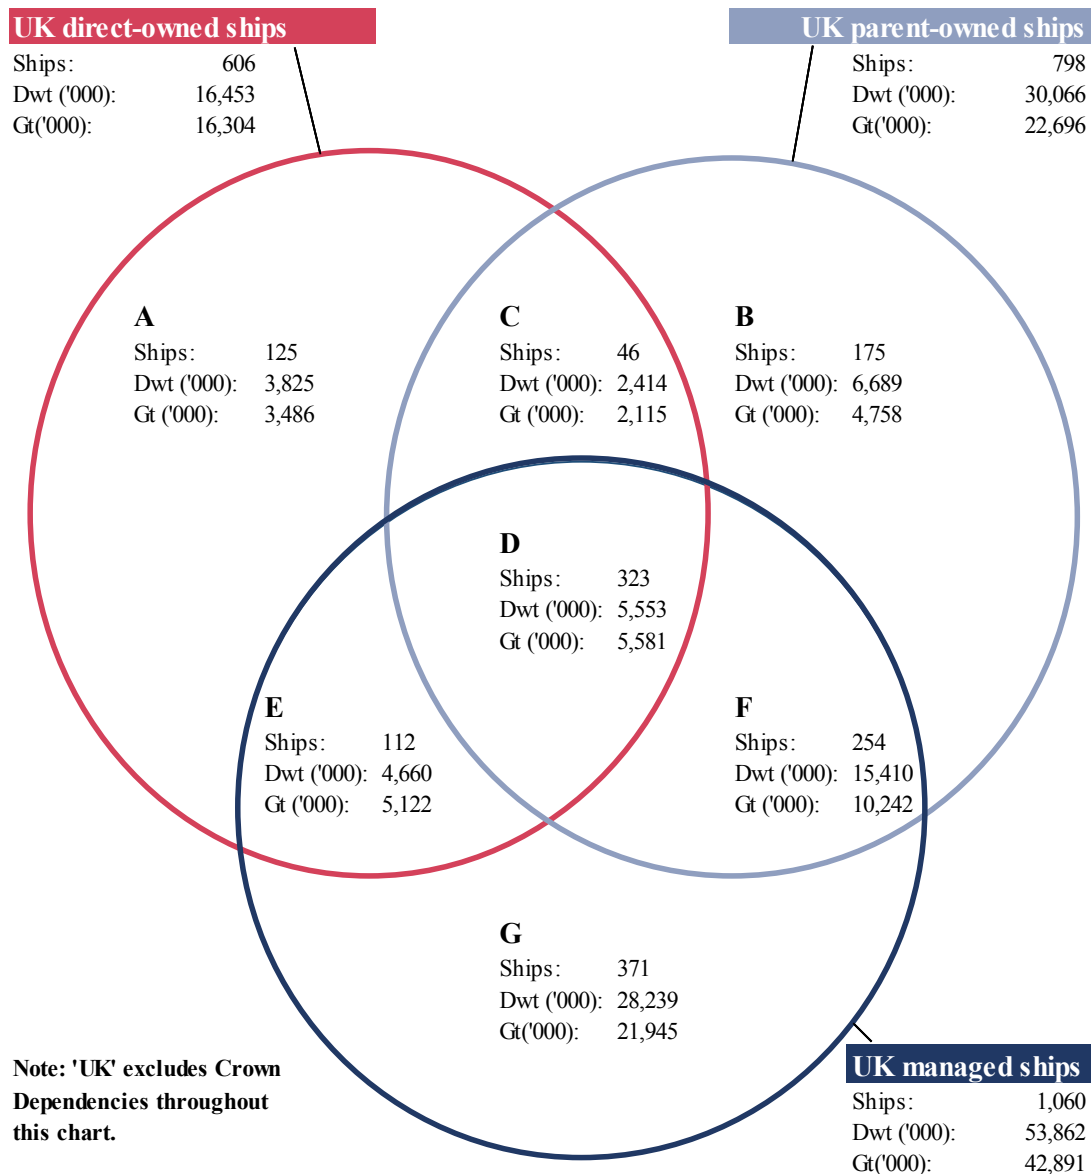 UK direct-owned ships
Ships: 606
Dwt ('000): 16,453
Gt('000): 16,304
UK parent-owned ships
Ships: 798
Dwt ('000): 30,066
Gt('000): 22,696
A
Ships: 125
Dwt ('000): 3,825
Gt ('000): 3,486
C
Ships: 46
Dwt ('000): 2,414
Gt ('000): 2,115
B
Ships: 175
Dwt ('000): 6,689
Gt ('000): 4,758
D
Ships: 323
Dwt ('000): 5,553
Gt ('000): 5,581
E
Ships: 112
Dwt ('000): 4,660
Gt ('000): 5,122
F
Ships: 254
Dwt ('000): 15,410
Gt ('000): 10,242
G
Ships: 371
Dwt ('000): 28,239
Gt('000): 21,945
Note: 'UK' excludes Crown
Dependencies throughout
this chart.
UK managed ships
Ships: 1,060
Dwt ('000): 53,862
Gt('000): 42,891